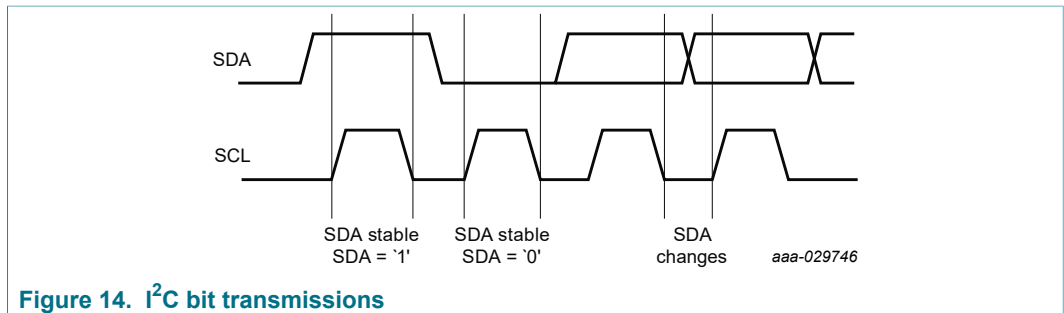 SDA
SCL
SDA stable
SDA = `1'
SDA stable
SDA = `0'
SDA
changes
aaa-029746
Figure 14. I2C bit transmissions